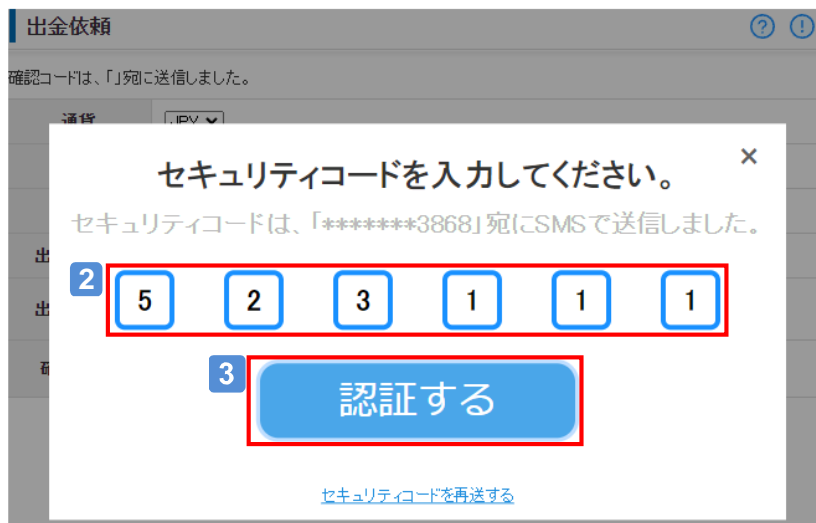 出金依頼
確認コードは、「」宛に送信しました。
通貨 JPY
×
セキュリティコードを入力してください。
セキュリティコードは、「*******3868」宛にSMSで送信しました。
出
2
5 2 3 1 1 1
出
3
認証する
セキュリティコードを再送する